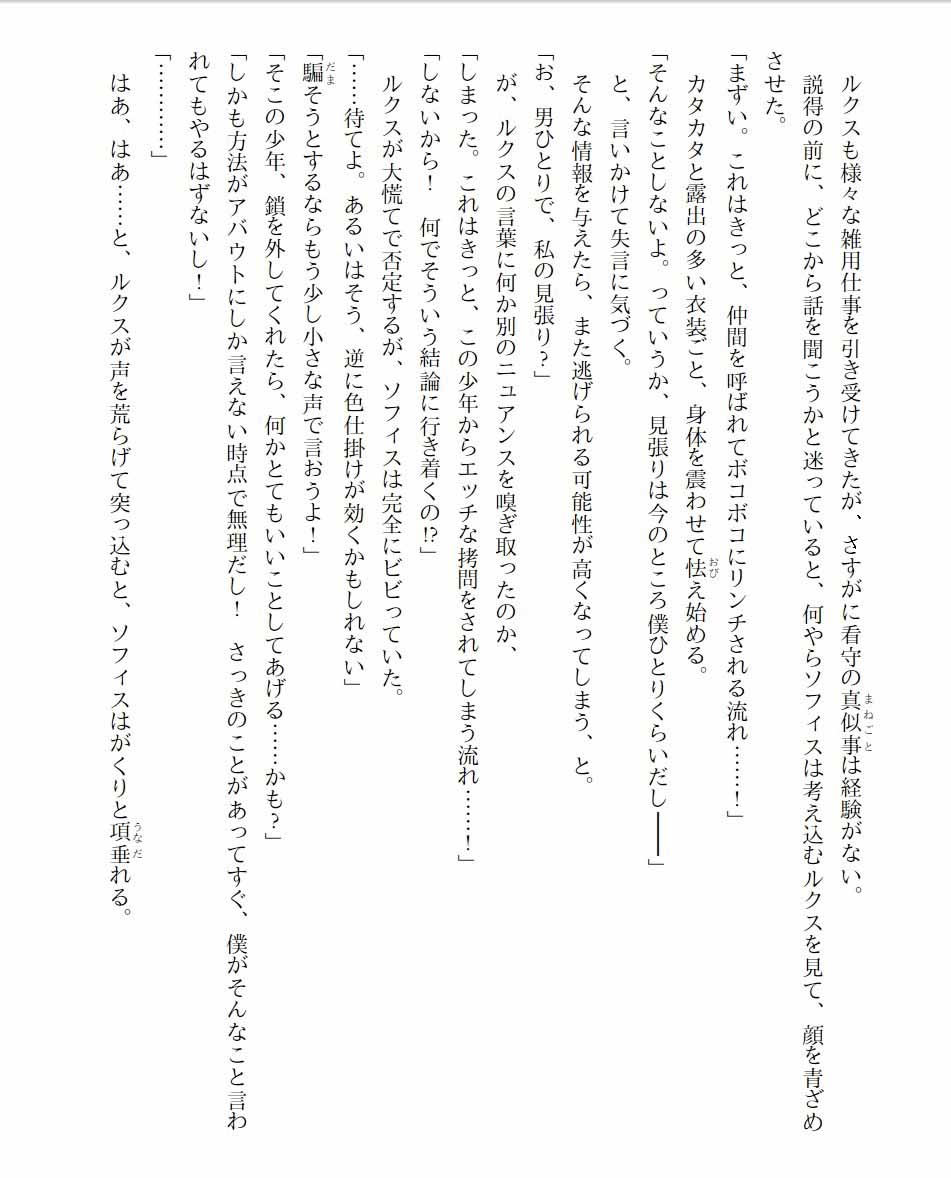 ルクスも様々な雑用仕事を引き受けてきたが、さすがに看守の真似事は経験がない。
説得の前に、どこから話を聞こうかと迷っていると、何やらソフィスは考え込むルクスを見て、顔を青ざめ
させた。
「まずい。これはきっと、仲間を呼ばれてボコボコにリンチされる流れ……！」
カタカタと露出の多い衣装ごと、身体を震わせて怯え始める。
「そんなことしないよ。っていうか、見張りは今のところ僕ひとりくらいだし――」
と、言いかけて失言に気づく。
そんな情報を与えたら、また逃げられる可能性が高くなってしまう、と。
「お、男ひとりで、私の見張り？」
が、ルクスの言葉に何か別のニュアンスを嗅ぎ取ったのか、
「しまった。これはきっと、この少年からエッチな拷問をされてしまう流れ……！」
「しないから！　何でそういう結論に行き着くの⁉」
ルクスが大慌てで否定するが、ソフィスは完全にビビっていた。
「……待てよ。あるいはそう、逆に色仕掛けが効くかもしれない」
「騙そうとするならもう少し小さな声で言おうよ！」
「そこの少年、鎖を外してくれたら、何かとてもいいことしてあげる……かも？」
「しかも方法がアバウトにしか言えない時点で無理だし！　さっきのことがあってすぐ、僕がそんなこと言わ
れてもやるはずないし！」
「…………」
はあ、はあ……と、ルクスが声を荒らげて突っ込むと、ソフィスはがくりと項垂れる。